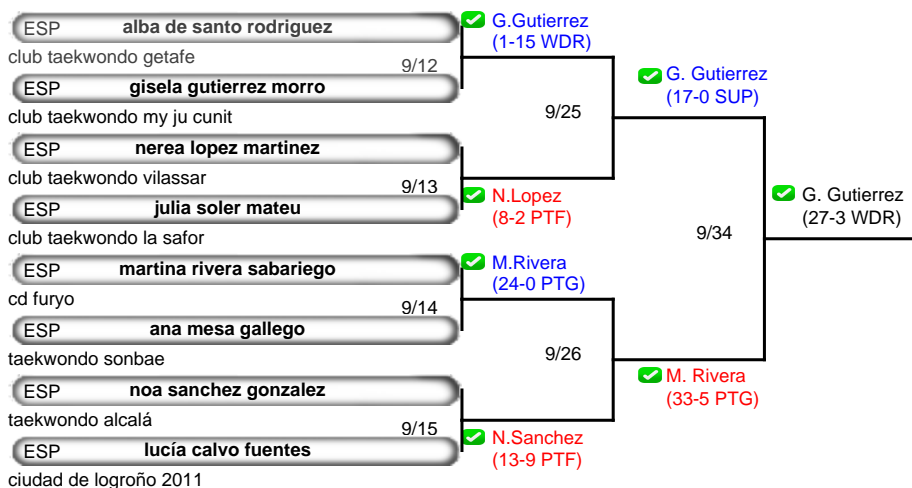 ESP alba de santo rodriguez
club taekwondo getafe
9/12
ESP gisela gutierrez morro
club taekwondo my ju cunit
ESP nerea lopez martinez
club taekwondo vilassar
9/13
ESP julia soler mateu
club taekwondo la safor
ESP martina rivera sabariego
cd furyo
9/14
ESP ana mesa gallego
taekwondo sonbae
ESP noa sanchez gonzalez
taekwondo alcalá
9/15
ESP lucía calvo fuentes
ciudad de logroño 2011
G.Gutierrez
(1-15 WDR)
9/25
N.Lopez
(8-2 PTF)
M.Rivera
(24-0 PTG)
9/26
N.Sanchez
(13-9 PTF)
G. Gutierrez
(17-0 SUP)
9/34
M. Rivera
(33-5 PTG)
G. Gutierrez
(27-3 WDR)